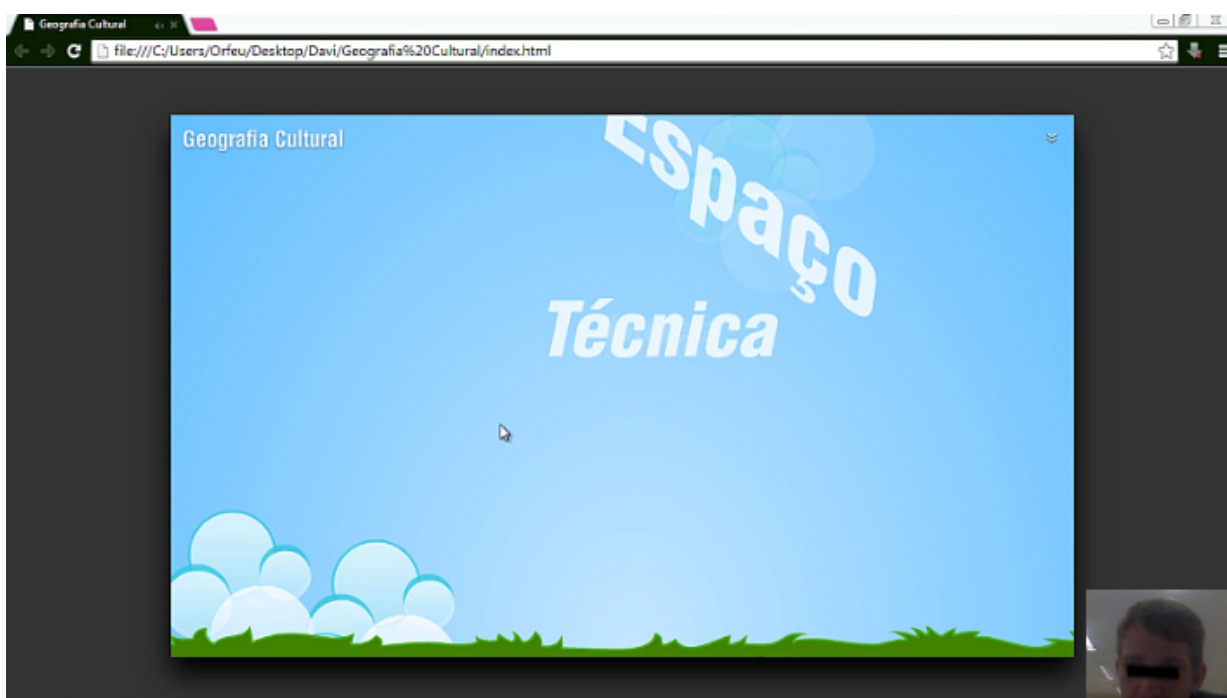 Geografia Cultural
file:///C:/Users/Orfeu/Desktop/Davi/Geografia%20Cultural/index.html
Geografia Cultural
Espaço
Técnica